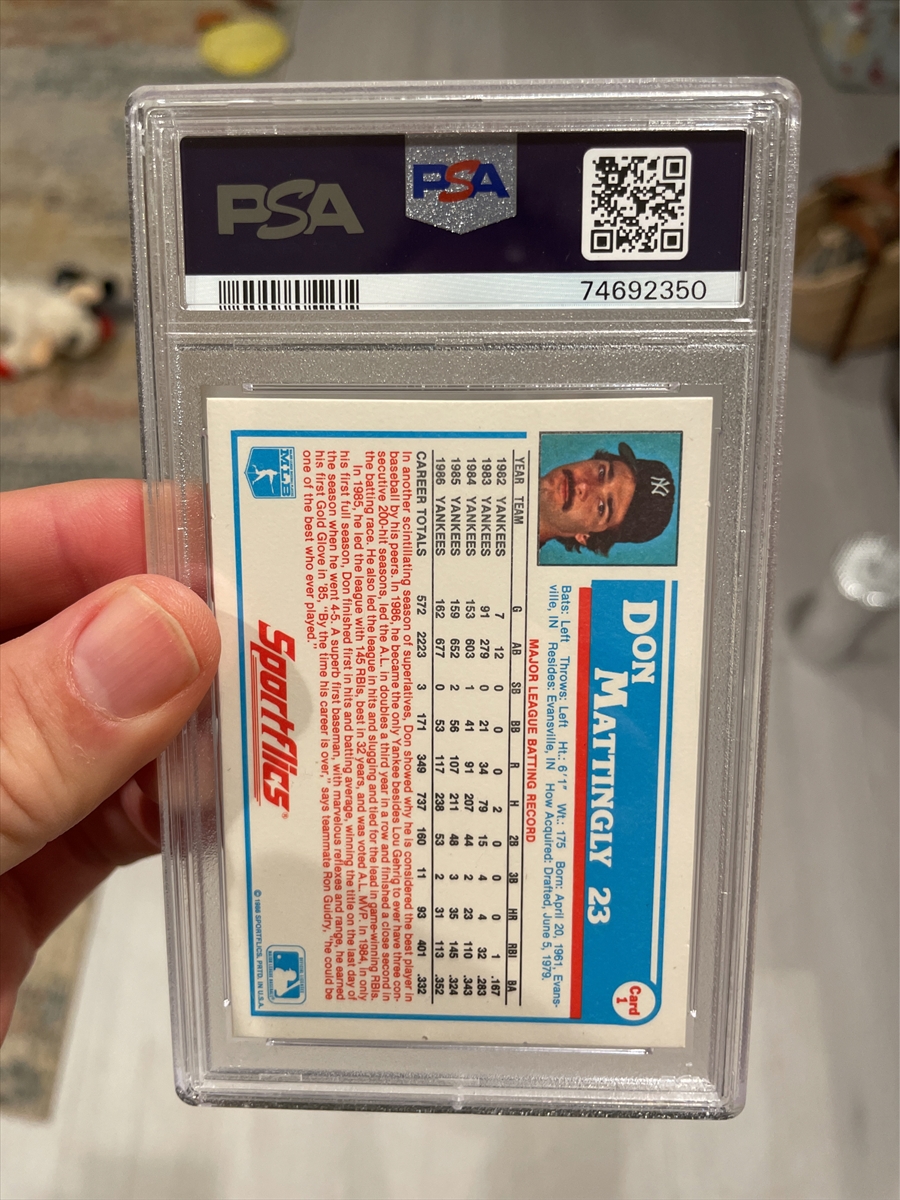 PSA
PSA
74692350
DON
MATTINGLY 23
Card
1
Bats: Left Throws: Left Ht.: 6'1" Wt.: 175 Born: April 20, 1961, Evans-
ville, IN Resides: Evansville, IN How Acquired: Drafted, June 5, 1979.
MAJOR LEAGUE BATTING RECORD
YEAR TEAM G AB SB BB R H 2B 3B HR RBI BA
1982 YANKEES 7 12 0 0 0 2 0 0 0 1 .167
1983 YANKEES 91 279 0 21 34 79 15 4 4 32 .283
1984 YANKEES 153 603 1 41 91 207 44 2 23 110 .343
1985 YANKEES 159 652 2 56 107 211 48 3 35 145 .324
1986 YANKEES 162 677 0 53 117 238 53 2 31 113 .352
CAREER TOTALS 572 2223 3 171 349 737 160 11 93 401 .332
In another scintillating season of superlatives, Don showed why he is considered the best player in
baseball by his peers. In 1986, he became the only Yankee besides Lou Gehrig to ever have three con-
secutive 200-hit seasons, led the A.L. in doubles a third year in a row and finished a close second in
the batting race. He also led the league in hits and slugging and tied for the lead in game-winning RBIs.
In 1985, he led the league with 145 RBIs, best in 32 years, and was voted A.L. MVP. In 1984, in only
his first full season, Don finished first in hits and batting average, winning the title on the last day of
the season when he went 4-5. A superb first baseman, with marvelous reflexes and range, he earned
his first Gold Glove in '85, "By the time his career is over," says teammate Ron Guidry, "he could be
one of the best who ever played."
MLB
Sportflics®
© 1986 SPORTFLICS, PRTD. IN U.S.A.